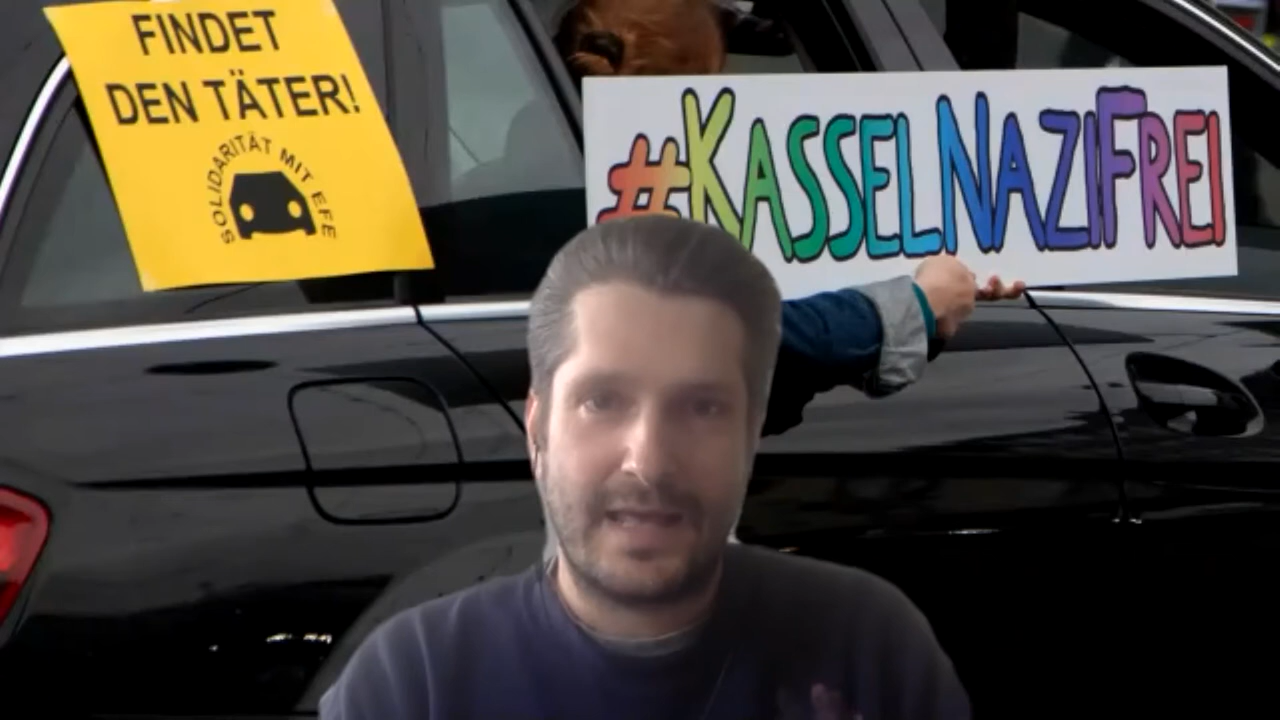 FINDET
DEN TÄTER!
SOLIDARITÄT MIT EFE
#KASSELNAZIFREI